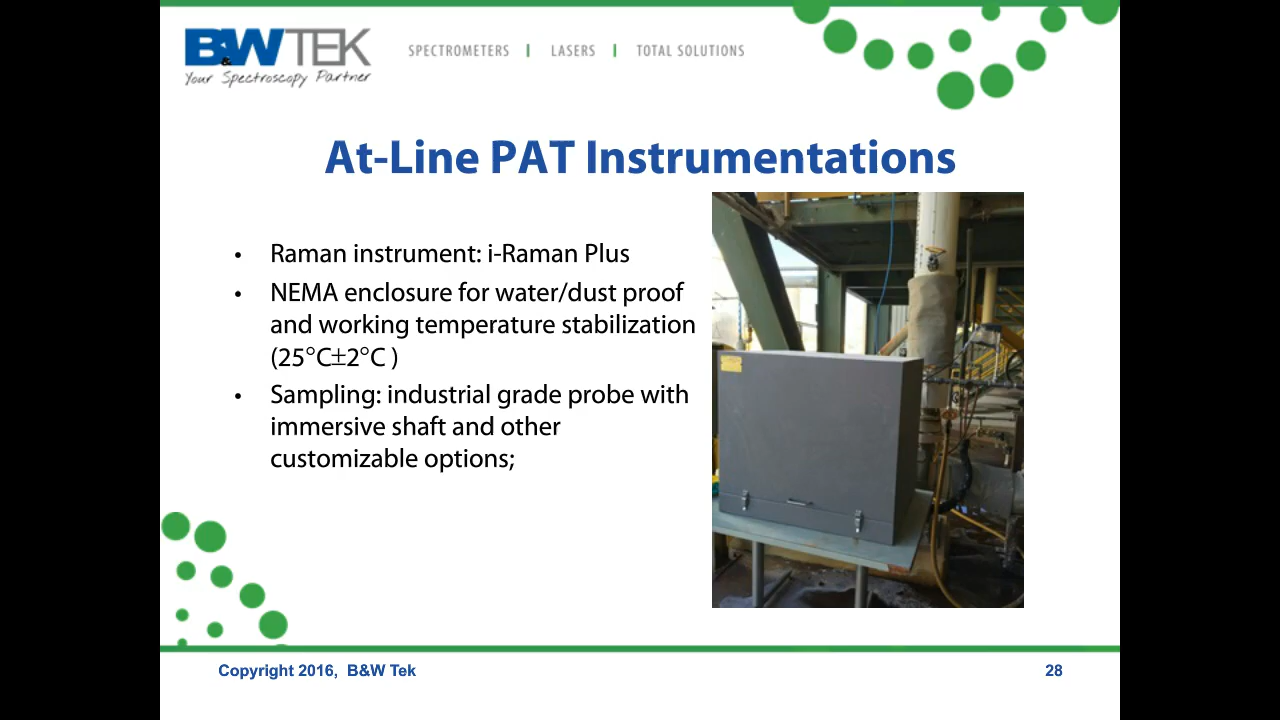 B&WTEK
Your Spectroscopy Partner
SPECTROMETERS | LASERS | TOTAL SOLUTIONS
At-Line PAT Instrumentations
• Raman instrument: i-Raman Plus
• NEMA enclosure for water/dust proof
and working temperature stabilization
(25°C±2°C )
• Sampling: industrial grade probe with
immersive shaft and other
customizable options;
Copyright 2016, B&W Tek
28